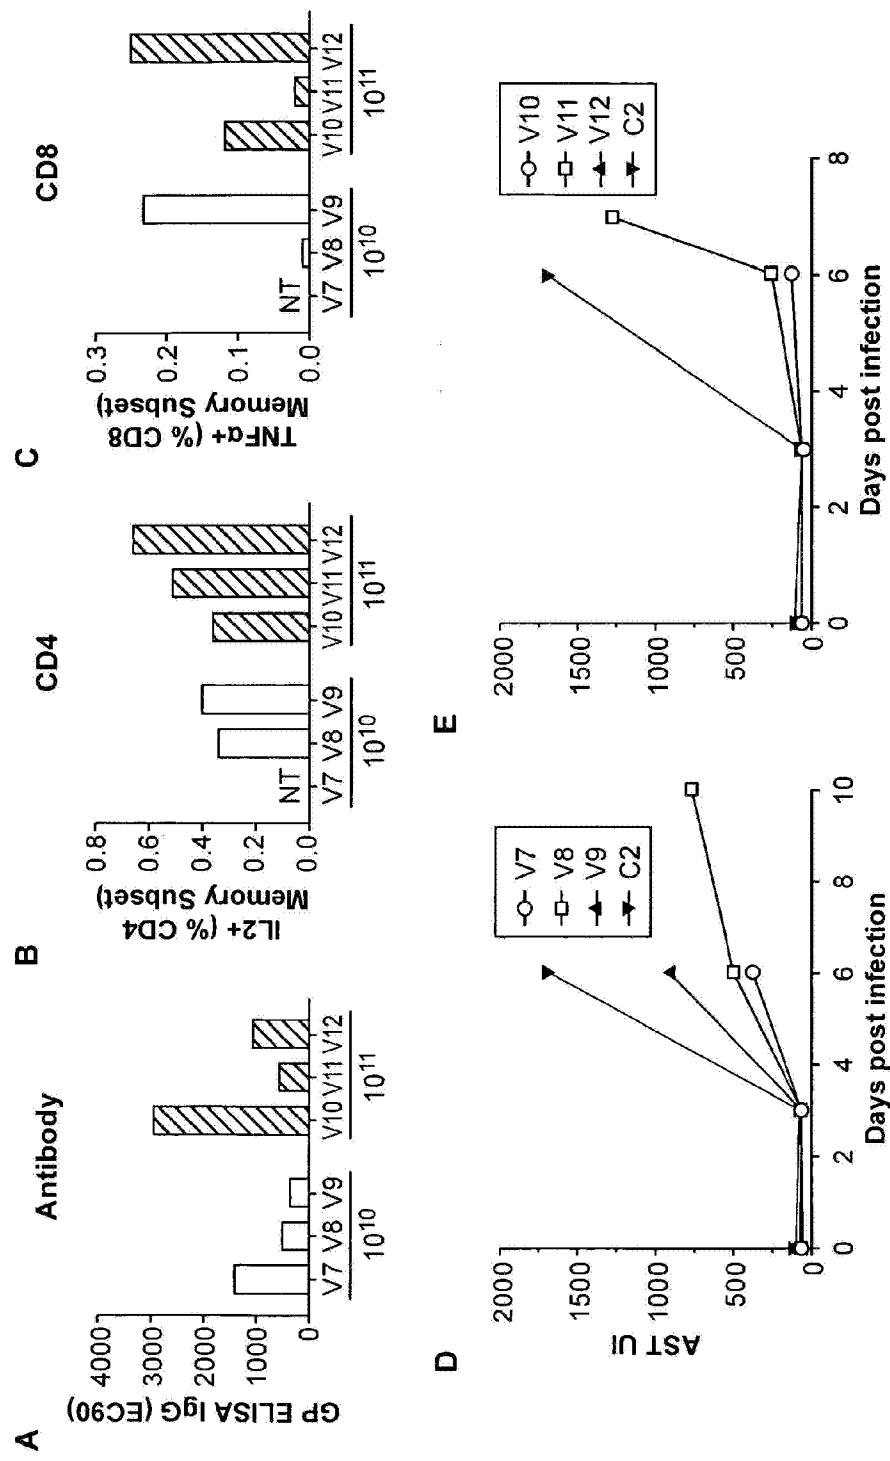 A
Antibody
GP ELISA IgG (EC90)
4000
3000
2000
1000
0
V7 V8 V9
V10 V11 V12
10^10
10^11
B
CD4
IL2+ (% CD4
Memory Subset)
0.8
0.6
0.4
0.2
0.0
NT
V7 V8 V9
V10 V11 V12
10^10
10^11
C
CD8
TNFα+ (% CD8
Memory Subset)
0.3
0.2
0.1
0.0
NT
V7 V8 V9
V10 V11 V12
10^10
10^11
D
AST UI
2000
1500
1000
500
0
0 2 4 6 8 10
Days post infection
V7
V8
V9
C2
E
2000
1500
1000
500
0
0 2 4 6 8
Days post infection
V10
V11
V12
C2